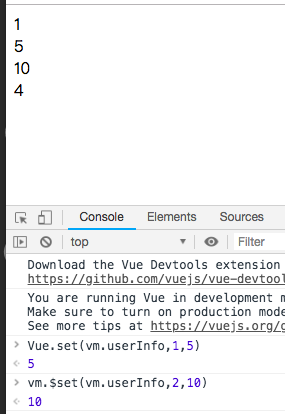 1
5
10
4
Console Elements Sources
top Filter
Download the Vue Devtools extension
https://github.com/vuejs/vue-devtool
You are running Vue in development m
Make sure to turn on production mode
See more tips at https://vuejs.org/g
> Vue.set(vm.userInfo,1,5)
< 5
> vm.$set(vm.userInfo,2,10)
< 10